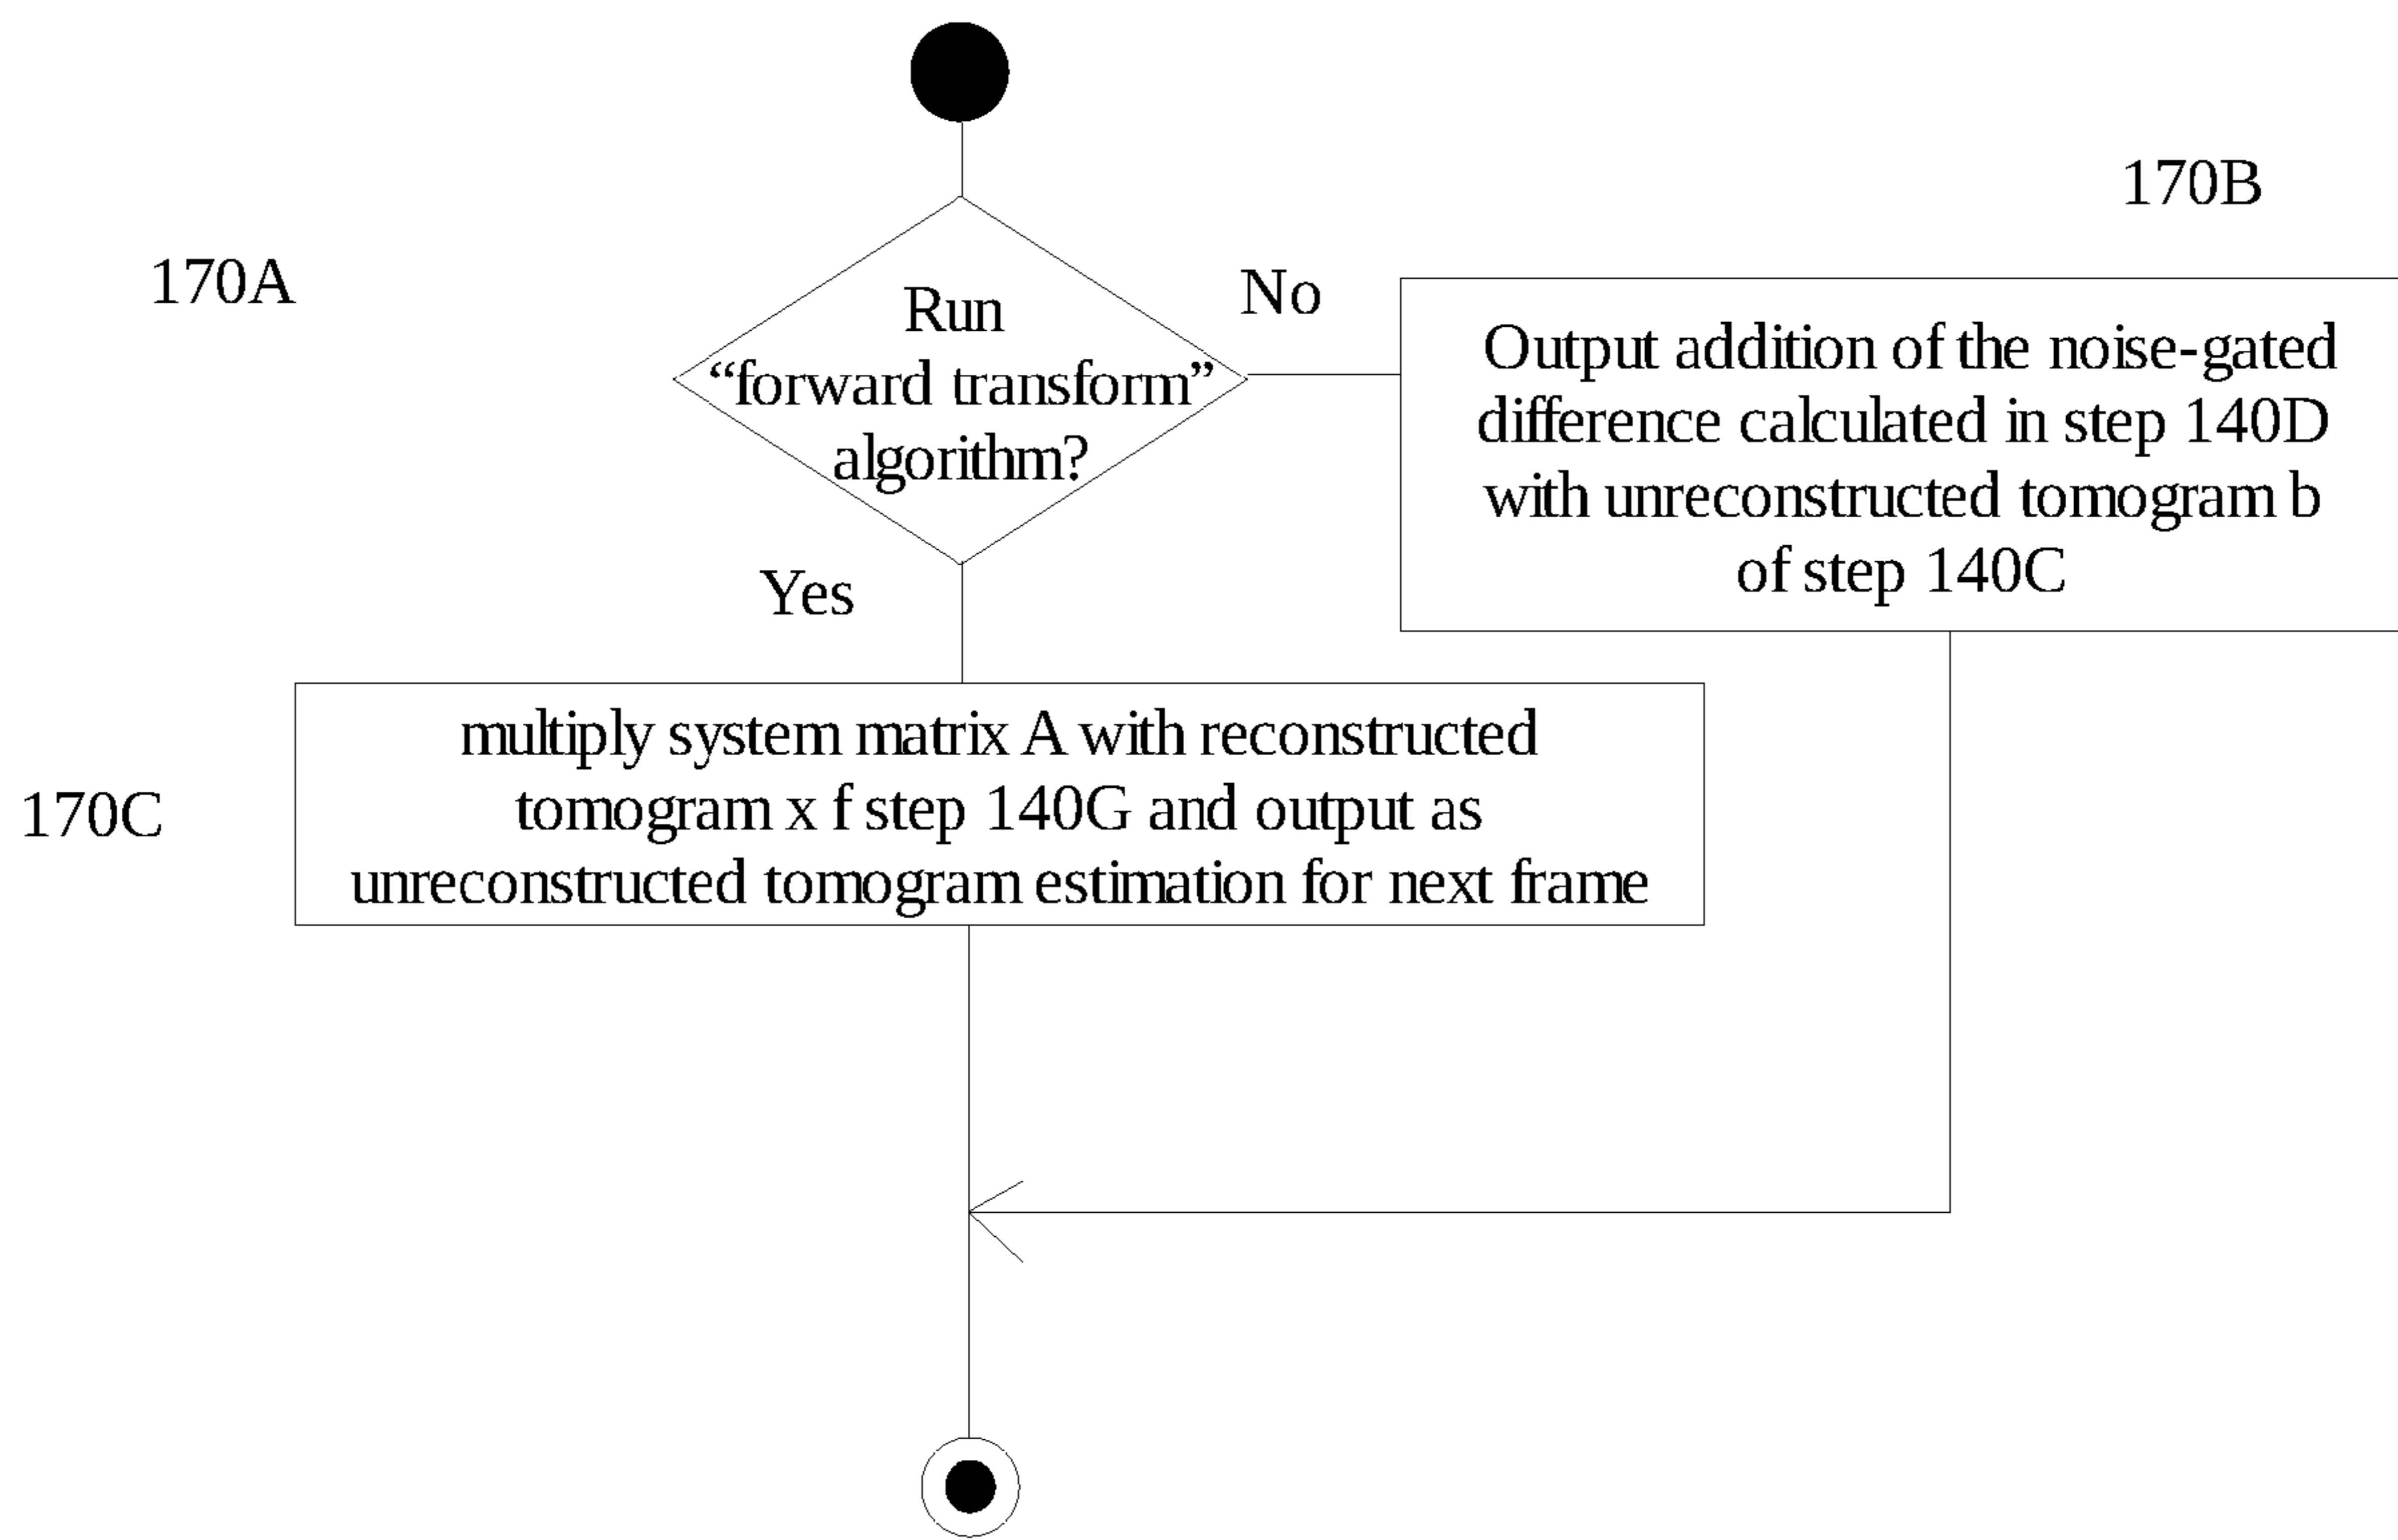 170B
170A
No
Run
“forward transform”
algorithm?
Output addition of the noise-gated
difference calculated in step 140D
with unreconstructed tomogram b
of step 140C
Yes
multiply system matrix A with reconstructed
tomogram x f step 140G and output as
unreconstructed tomogram estimation for next frame
170C